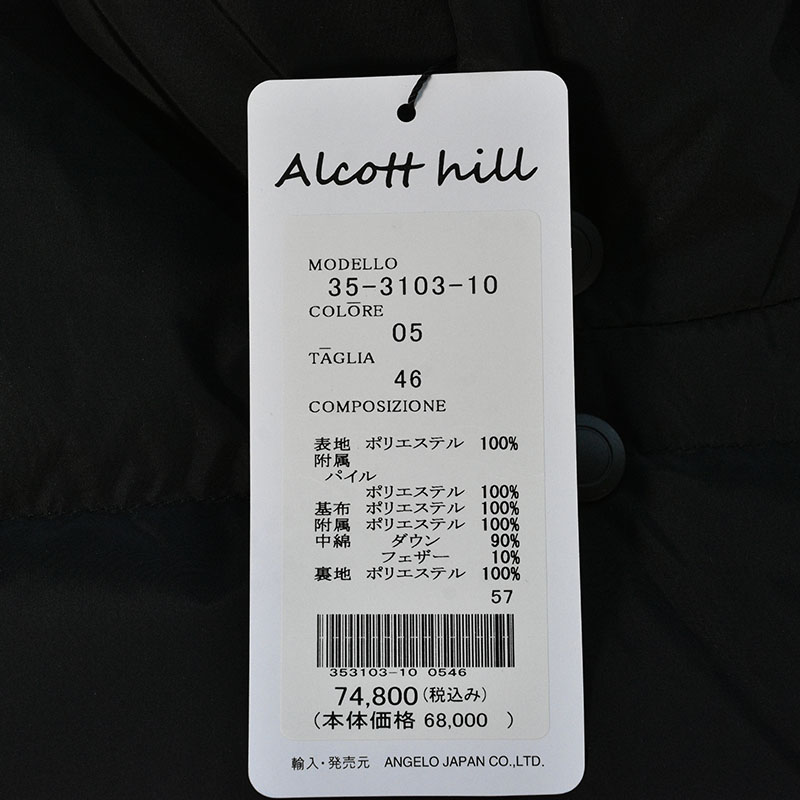 Alcott hill
MODELLO
35-3103-10
COLŌRE
05
TĀGLIA
46
COMPOSIZIONE
表地 ポリエステル 100%
附属
パイル
ポリエステル 100%
基布 ポリエステル 100%
附属 ポリエステル 100%
中綿 ダウン 90%
フェザー 10%
裏地 ポリエステル 100%
57
353103-10 0546
74,800 (税込み)
(本体価格 68,000 )
輸入・発売元 ANGELO JAPAN CO.,LTD.